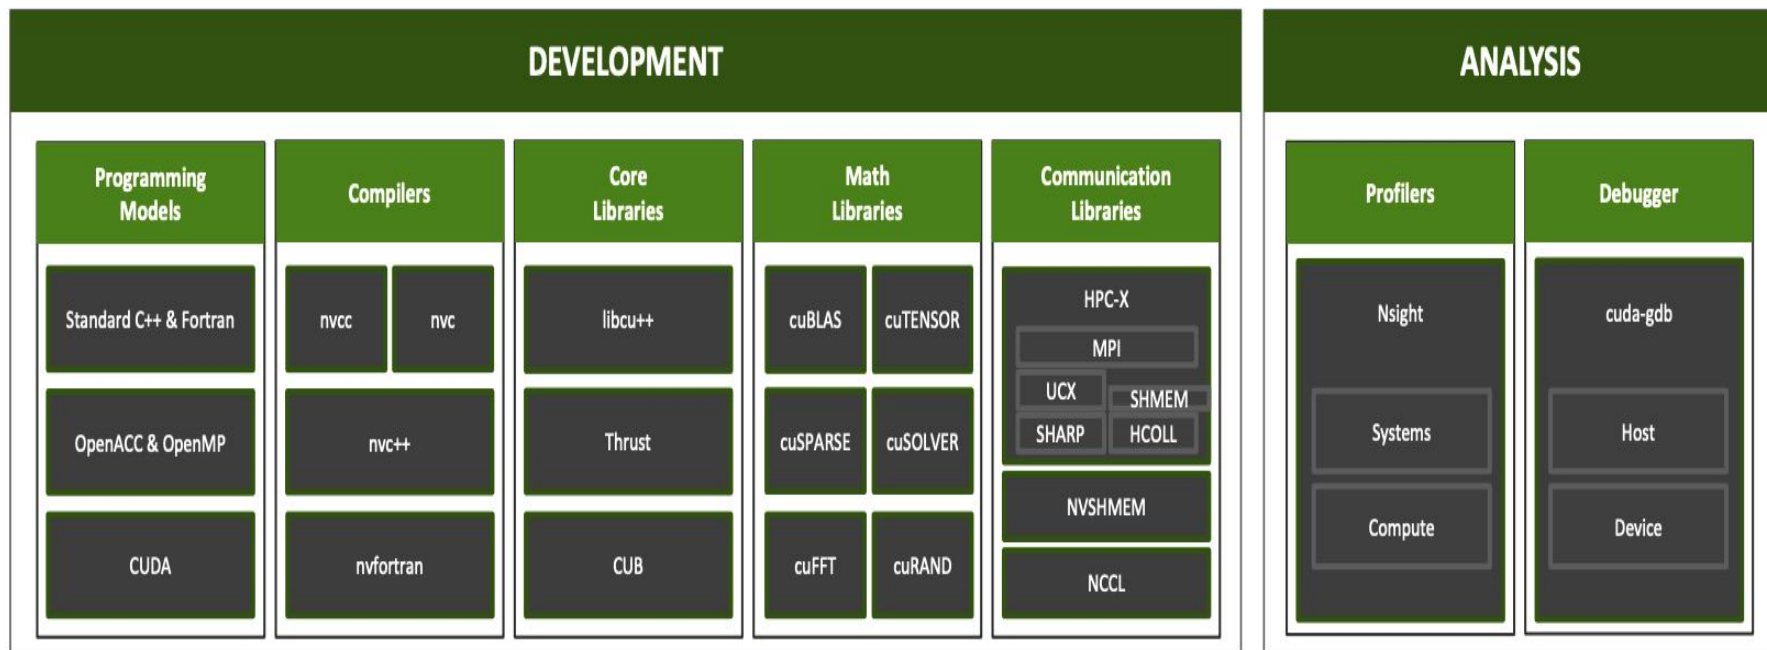 DEVELOPMENT
Programming
Models
Standard C++ & Fortran
OpenACC & OpenMP
CUDA
Compilers
nvcc
nvc
nvc++
nvfortran
Core
Libraries
libcu++
Thrust
CUB
Math
Libraries
cuBLAS
cuTENSOR
cuSPARSE
cuSOLVER
cuFFT
cuRAND
Communication
Libraries
HPC-X
MPI
UCX
SHMEM
SHARP
HCOLL
NVSHMEM
NCCL
ANALYSIS
Profilers
Nsight
Systems
Compute
Debugger
cuda-gdb
Host
Device